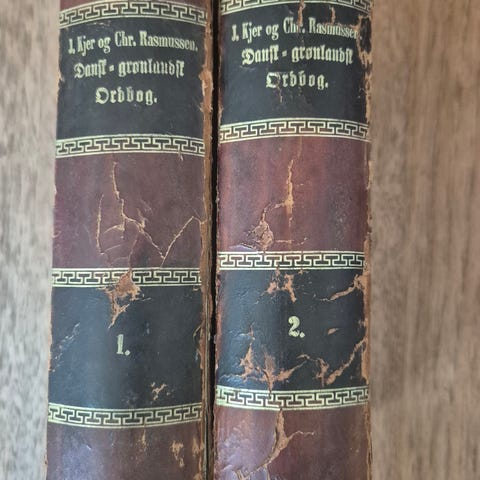 J. Kjer og Chr. Rasmussen.
Dansk-grønlandsk
Ordbog.
1.
J. Kjer og Chr. Rasmussen.
Dansk-grønlandsk
Ordbog.
2.